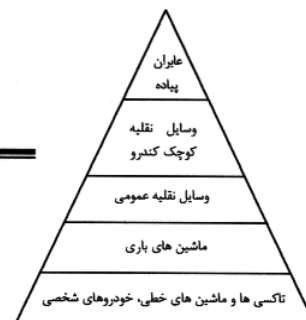 عابران
پیاده
وسایل نقلیه
کوچک کندرو
وسایل نقلیه عمومی
ماشین های باری
تاکسی ها و ماشین های خطی، خودروهای شخصی